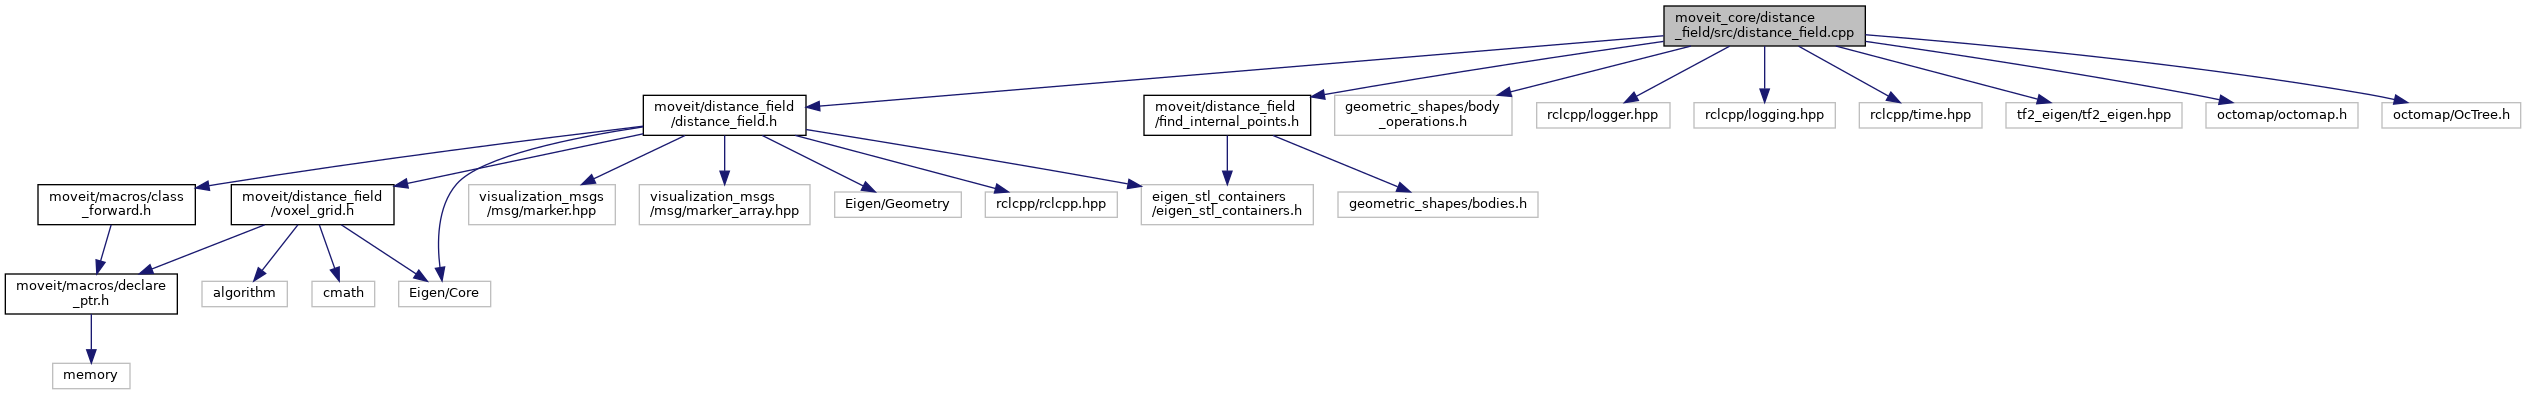 moveit_core/distance
_field/src/distance_field.cpp
moveit/distance_field
/distance_field.h
moveit/distance_field
/find_internal_points.h
geometric_shapes/body
_operations.h
rclcpp/logger.hpp
rclcpp/logging.hpp
rclcpp/time.hpp
tf2_eigen/tf2_eigen.hpp
octomap/octomap.h
octomap/OcTree.h
moveit/macros/class
_forward.h
moveit/distance_field
/voxel_grid.h
visualization_msgs
/msg/marker.hpp
visualization_msgs
/msg/marker_array.hpp
Eigen/Geometry
rclcpp/rclcpp.hpp
eigen_stl_containers
/eigen_stl_containers.h
geometric_shapes/bodies.h
moveit/macros/declare
_ptr.h
algorithm
cmath
Eigen/Core
memory